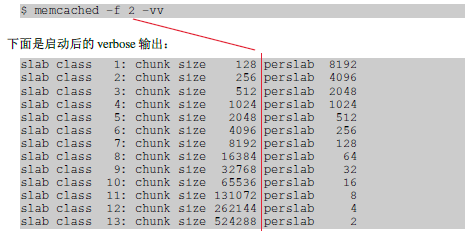 $ memcached -f 2 -vv
下面是启动后的 verbose 输出：
slab class   1: chunk size     128 perslab  8192
slab class   2: chunk size     256 perslab  4096
slab class   3: chunk size     512 perslab  2048
slab class   4: chunk size    1024 perslab  1024
slab class   5: chunk size    2048 perslab   512
slab class   6: chunk size    4096 perslab   256
slab class   7: chunk size    8192 perslab   128
slab class   8: chunk size   16384 perslab    64
slab class   9: chunk size   32768 perslab    32
slab class  10: chunk size   65536 perslab    16
slab class  11: chunk size  131072 perslab     8
slab class  12: chunk size  262144 perslab     4
slab class  13: chunk size  524288 perslab     2